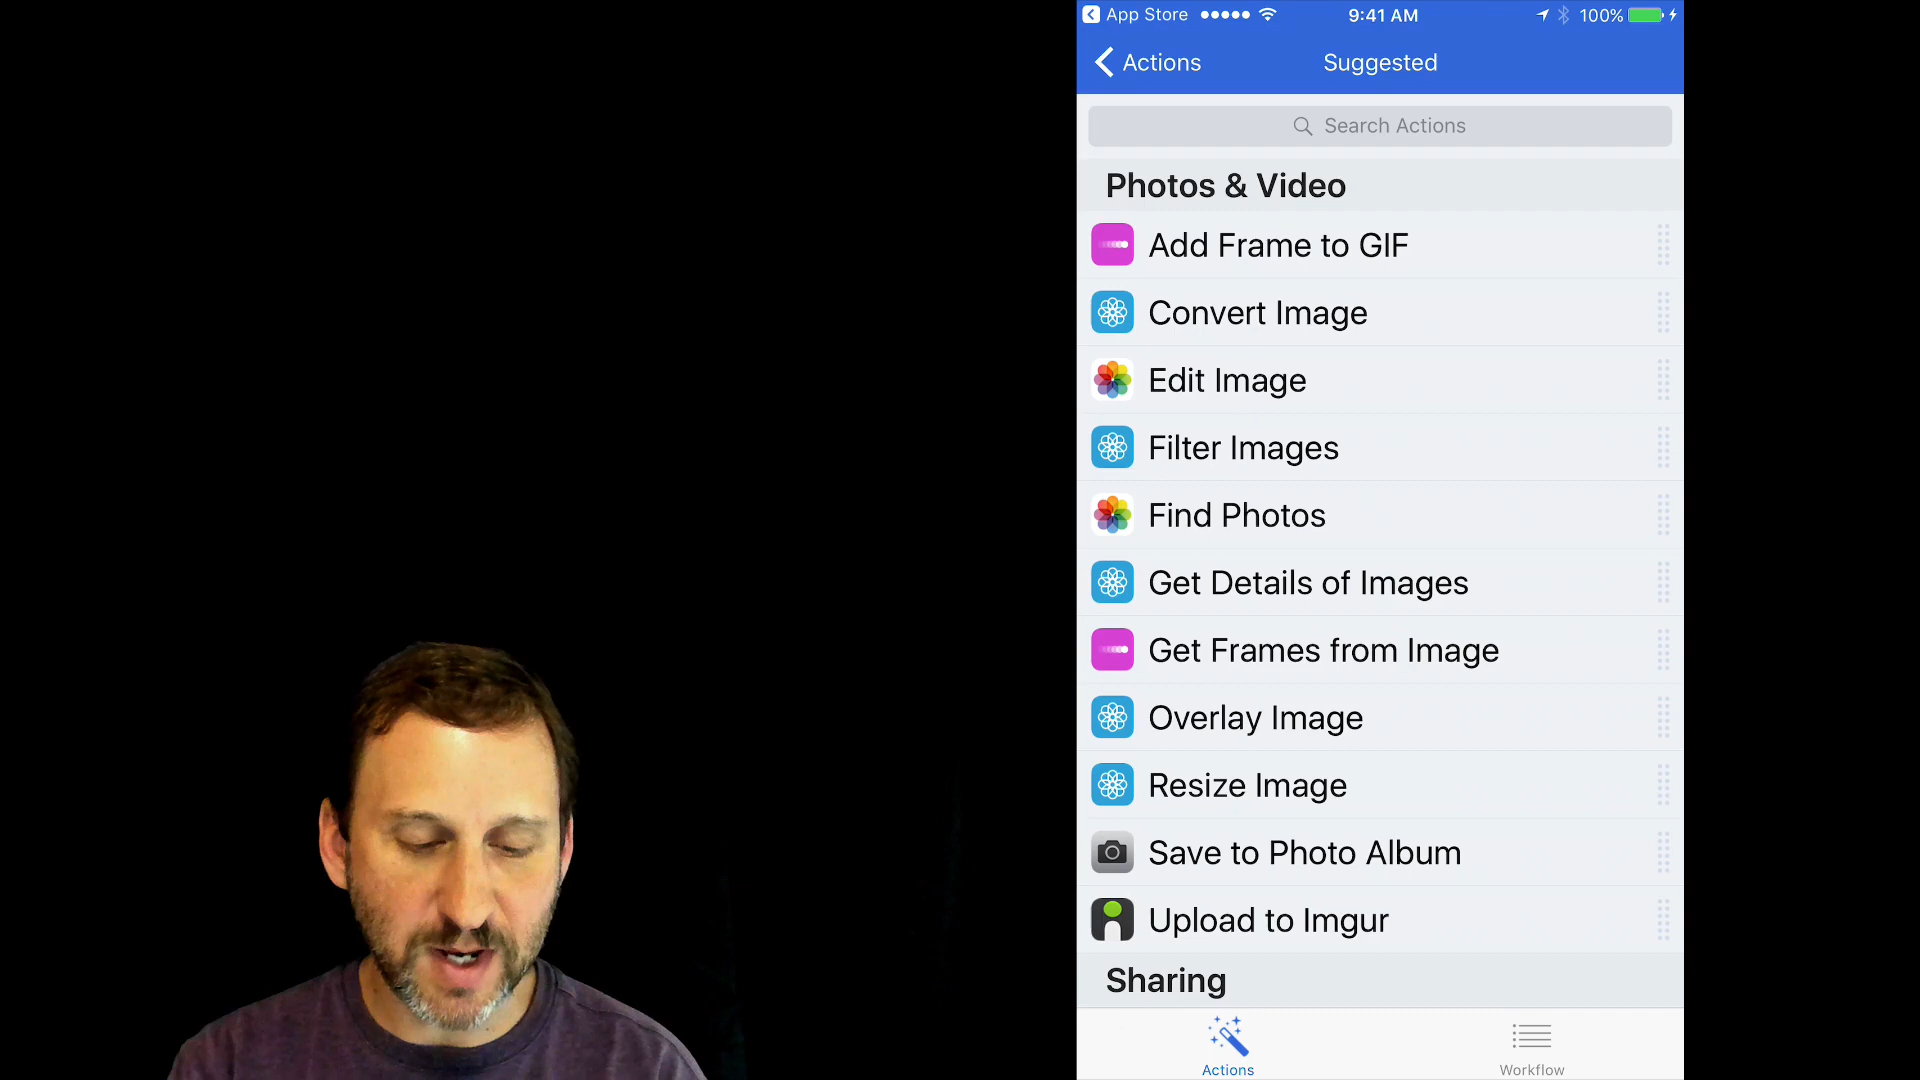 App Store 9:41 AM 100%
Actions Suggested
Search Actions
Photos & Video
Add Frame to GIF
Convert Image
Edit Image
Filter Images
Find Photos
Get Details of Images
Get Frames from Image
Overlay Image
Resize Image
Save to Photo Album
Upload to Imgur
Sharing
Actions Workflow